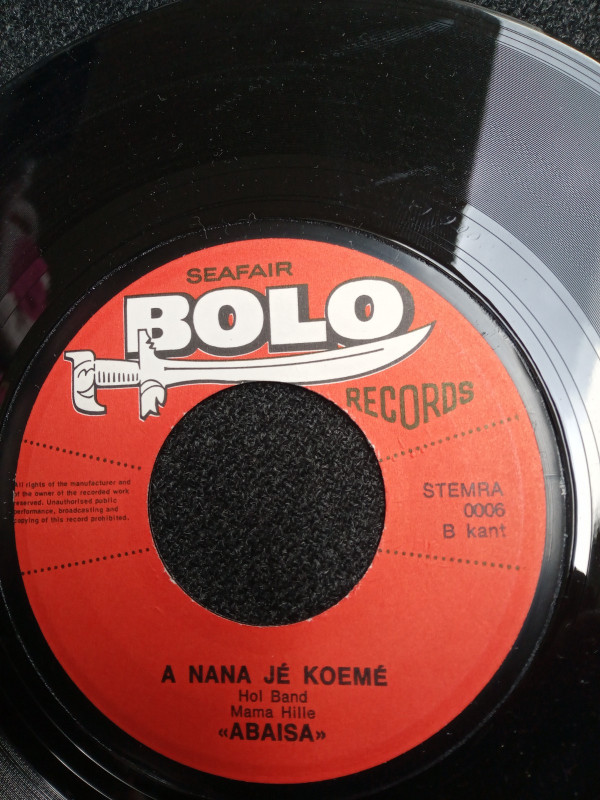 SEAFAIR
BOLO
RECORDS
All rights of the manufacturer and
of the owner of the recorded work
reserved. Unauthorised public
performance, broadcasting and
copying of this record prohibited.
STEMRA
0006
B kant
A NANA JÉ KOEMÉ
Hol Band
Mama Hille
«ABAISA»